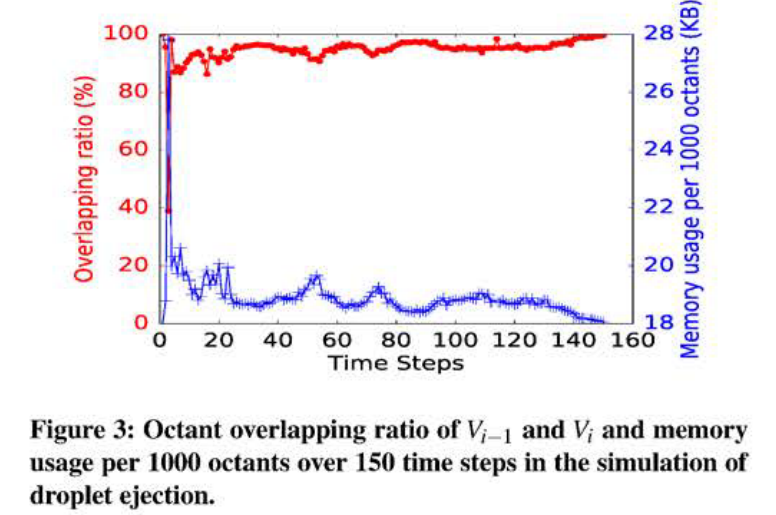 100
80
60
40
20
0
Overlapping ratio (%)
28
26
24
22
20
18
Memory usage per 1000 octants (KB)
0 20 40 60 80 100 120 140 160
Time Steps
Figure 3: Octant overlapping ratio of V_{i−1} and V_i and memory
usage per 1000 octants over 150 time steps in the simulation of
droplet ejection.